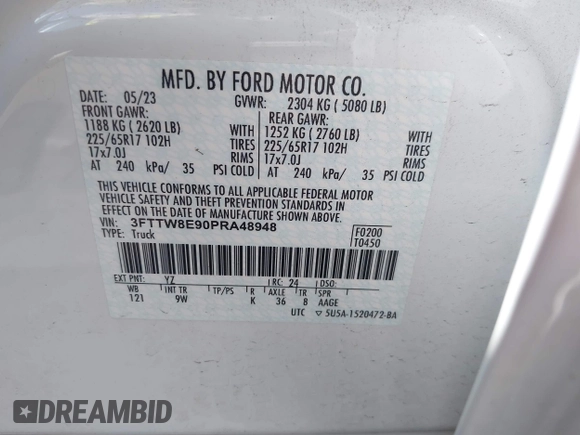 MFD. BY FORD MOTOR CO.
DATE: 05/23 GVWR: 2304 KG ( 5080 LB)
FRONT GAWR: REAR GAWR:
1188 KG ( 2620 LB) WITH 1252 KG ( 2760 LB) WITH
225/65R17 102H TIRES 225/65R17 102H TIRES
17x7.0J RIMS 17x7.0J RIMS
AT 240 kPa/ 35 PSI COLD AT 240 kPa/ 35 PSI COLD
THIS VEHICLE CONFORMS TO ALL APPLICABLE FEDERAL MOTOR
VEHICLE SAFETY AND THEFT PREVENTION STANDARDS IN
EFFECT ON THE DATE OF MANUFACTURE SHOWN ABOVE.
VIN: 3FTTW8E90PRA48948 F0200
TYPE: Truck T0450
EXT PNT: YZ RC: 24 DSO:
WB INT TR TP/PS R AXLE TR SPR
121 9W K 36 B AAGE
UTC ▽ 5U5A-1520472-BA
DREAMBID